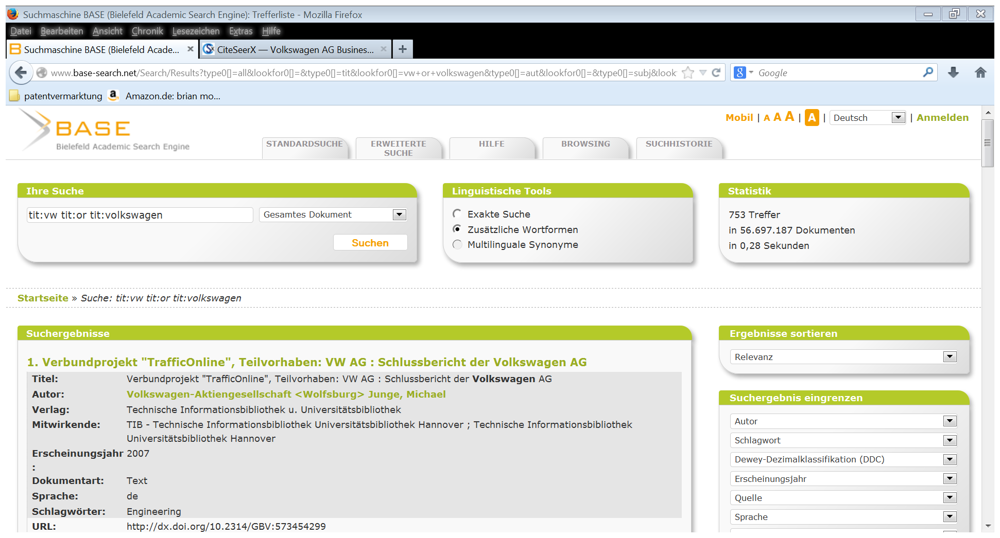 Suchmaschine BASE (Bielefeld Academic Search Engine): Trefferliste - Mozilla Firefox
Datei Bearbeiten Ansicht Chronik Lesezeichen Extras Hilfe
Suchmaschine BASE (Bielefeld Acade... × CiteSeerX — Volkswagen AG Busines... × +
www.base-search.net/Search/Results?type0[]=all&lookfor0[]=&type0[]=tit&lookfor0[]=vw+or+volkswagen&type0[]=aut&lookfor0[]=&type0[]=subj&look Google
patentvermarktung Amazon.de: brian mo...
Mobil | A A A | A | Deutsch | Anmelden
BASE
Bielefeld Academic Search Engine
STANDARDSUCHE
ERWEITERTE
SUCHE
HILFE
BROWSING
SUCHHISTORIE
Ihre Suche
tit:vw tit:or tit:volkswagen Gesamtes Dokument
Suchen
Linguistische Tools
Exakte Suche
Zusätzliche Wortformen
Multilinguale Synonyme
Statistik
753 Treffer
in 56.697.187 Dokumenten
in 0,28 Sekunden
Startseite » Suche: tit:vw tit:or tit:volkswagen
Suchergebnisse
1. Verbundprojekt "TrafficOnline", Teilvorhaben: VW AG : Schlussbericht der Volkswagen AG
Titel: Verbundprojekt "TrafficOnline", Teilvorhaben: VW AG : Schlussbericht der Volkswagen AG
Autor: Volkswagen-Aktiengesellschaft <Wolfsburg> Junge, Michael
Verlag: Technische Informationsbibliothek u. Universitätsbibliothek
Mitwirkende: TIB - Technische Informationsbibliothek Universitätsbibliothek Hannover ; Technische Informationsbibliothek
Universitätsbibliothek Hannover
Erscheinungsjahr 2007
:
Dokumentart: Text
Sprache: de
Schlagwörter: Engineering
URL: http://dx.doi.org/10.2314/GBV:573454299
Ergebnisse sortieren
Relevanz
Suchergebnis eingrenzen
Autor
Schlagwort
Dewey-Dezimalklassifikation (DDC)
Erscheinungsjahr
Quelle
Sprache